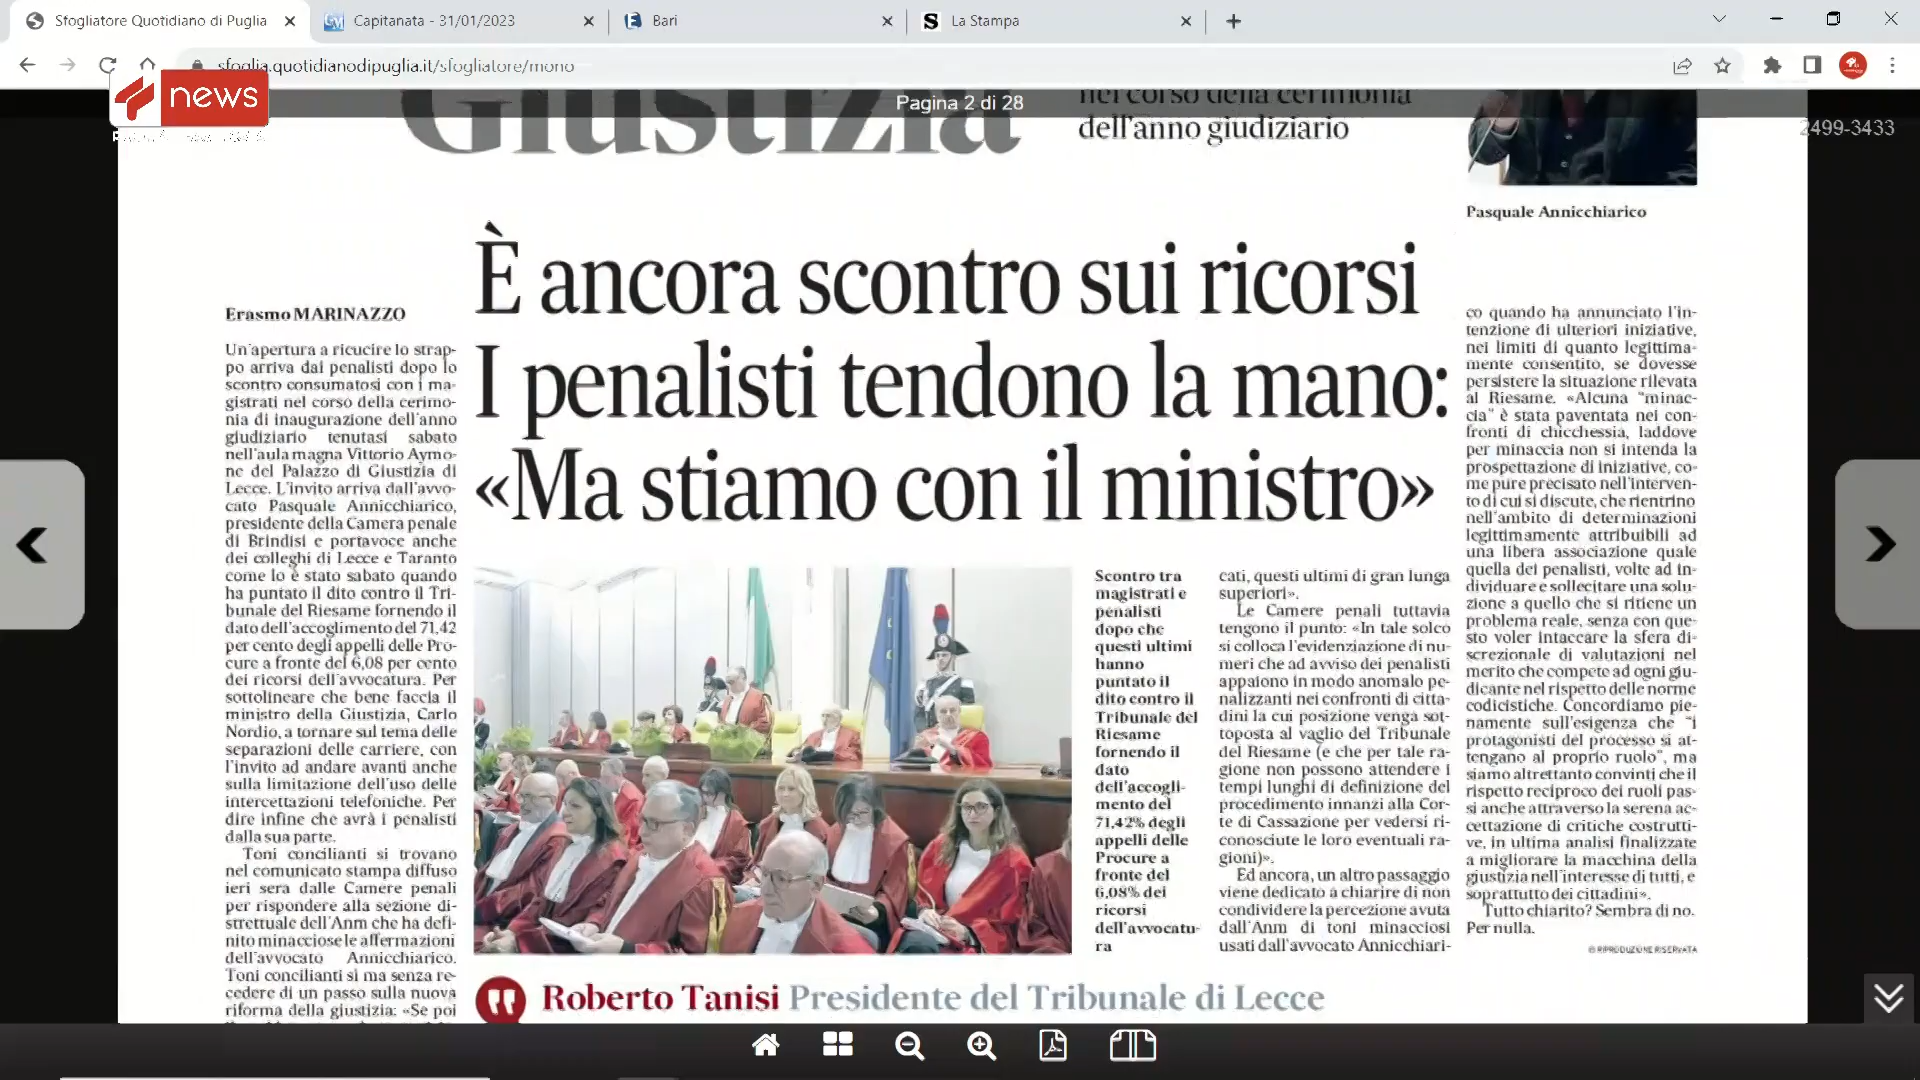 Sfogliatore Quotidiano di Puglia
Capitanata - 31/01/2023
Bari
La Stampa
sfoglia.quotidianodipuglia.it/sfogliatore/mono
news
Pagina 2 di 28
2499-3433
Giustizia
nel corso della cerimonia
dell'anno giudiziario
Pasquale Annicchiarico
È ancora scontro sui ricorsi
I penalisti tendono la mano:
«Ma stiamo con il ministro»
Erasmo MARINAZZO
Un'apertura a ricucire lo strap-
po arriva dai penalisti dopo lo
scontro consumatosi con i ma-
gistrati nel corso della cerimo-
nia di inaugurazione dell'anno
giudiziario tenutasi sabato
nell'aula magna Vittorio Aymo-
ne del Palazzo di Giustizia di
Lecce. L'invito arriva dall'avvo-
cato Pasquale Annicchiarico,
presidente della Camera penale
di Brindisi e portavoce anche
dei colleghi di Lecce e Taranto
come lo è stato sabato quando
ha puntato il dito contro il Tri-
bunale del Riesame fornendo il
dato dell'accoglimento del 71,42
per cento degli appelli delle Pro-
cure a fronte del 6,08 per cento
dei ricorsi dell'avvocatura. Per
sottolineare che bene faccia il
ministro della Giustizia, Carlo
Nordio, a tornare sul tema delle
separazioni delle carriere, con
l'invito ad andare avanti anche
sulla limitazione dell'uso delle
intercettazioni telefoniche. Per
dire infine che avrà i penalisti
dalla sua parte.
Toni concilianti si trovano
nel comunicato stampa diffuso
ieri sera dalle Camere penali
per rispondere alla sezione di-
strettuale dell'Anm che ha defi-
nito minacciose le affermazioni
dell'avvocato Annicchiarico.
Toni concilianti sì ma senza re-
cedere di un passo sulla nuova
riforma della giustizia: «Se poi
Scontro tra
magistrati e
penalisti
dopo che
questi ultimi
hanno
puntato il
dito contro il
Tribunale del
Riesame
fornendo il
dato
dell'accogli-
mento del
71,42% degli
appelli delle
Procure a
fronte del
6,08% dei
ricorsi
dell'avvocatu-
ra
cati, questi ultimi di gran lunga
superiori».
Le Camere penali tuttavia
tengono il punto: «In tale solco
si colloca l'evidenziazione di nu-
meri che ad avviso dei penalisti
appaiono in modo anomalo pe-
nalizzanti nei confronti di citta-
dini la cui posizione venga sot-
toposta al vaglio del Tribunale
del Riesame (e che per tale ra-
gione non possono attendere i
tempi lunghi di definizione del
procedimento innanzi alla Cor-
te di Cassazione per vedersi ri-
conosciute le loro eventuali ra-
gioni)».
Ed ancora, un altro passaggio
viene dedicato a chiarire di non
condividere la percezione avuta
dall'Anm di toni minacciosi
usati dall'avvocato Annicchiari-
co quando ha annunciato l'in-
tenzione di ulteriori iniziative,
nei limiti di quanto legittima-
mente consentito, se dovesse
persistere la situazione rilevata
al Riesame. «Alcuna "minac-
cia" è stata paventata nei con-
fronti di chicchessia, laddove
per minaccia non si intenda la
prospettazione di iniziative, co-
me pure precisato nell'interven-
to di cui si discute, che rientrino
nell'ambito di determinazioni
legittimamente attribuibili ad
una libera associazione quale
quella dei penalisti, volte ad in-
dividuare e sollecitare una solu-
zione a quello che si ritiene un
problema reale, senza con que-
sto voler intaccare la sfera di-
screzionale di valutazioni nel
merito che compete ad ogni giu-
dicante nel rispetto delle norme
codicistiche. Concordiamo pie-
namente sull'esigenza che "i
protagonisti del processo si at-
tengano al proprio ruolo", ma
siamo altrettanto convinti che il
rispetto reciproco dei ruoli pas-
si anche attraverso la serena ac-
cettazione di critiche costrutti-
ve, in ultima analisi finalizzate
a migliorare la macchina della
giustizia nell'interesse di tutti, e
soprattutto dei cittadini».
Tutto chiarito? Sembra di no.
Per nulla.
© RIPRODUZIONE RISERVATA
Roberto Tanisi Presidente del Tribunale di Lecce